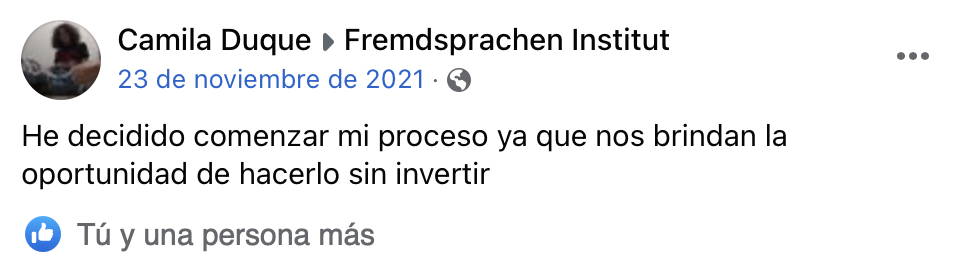 Camila Duque ▸ Fremdsprachen Institut
23 de noviembre de 2021 ·
He decidido comenzar mi proceso ya que nos brindan la
oportunidad de hacerlo sin invertir
Tú y una persona más